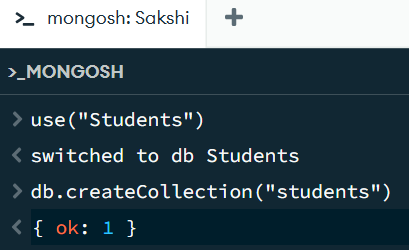 >_ mongosh: Sakshi +
>_MONGOSH
> use("Students")
< switched to db Students
> db.createCollection("students")
< { ok: 1 }